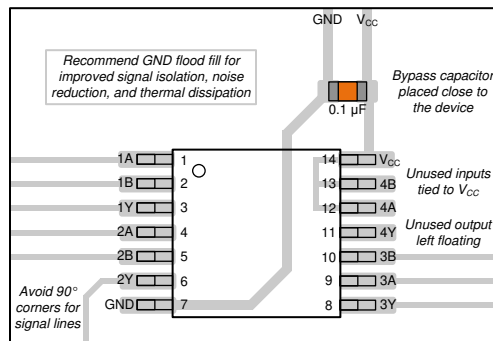 GND VCC
Recommend GND flood fill for
improved signal isolation, noise
reduction, and thermal dissipation
Bypass capacitor
placed close to
the device
0.1 µF
1A 1 14 VCC
1B 2 13 4B
1Y 3 12 4A
2A 4 11 4Y
2B 5 10 3B
2Y 6 9 3A
GND 7 8 3Y
Unused inputs
tied to VCC
Unused output
left floating
Avoid 90°
corners for
signal lines